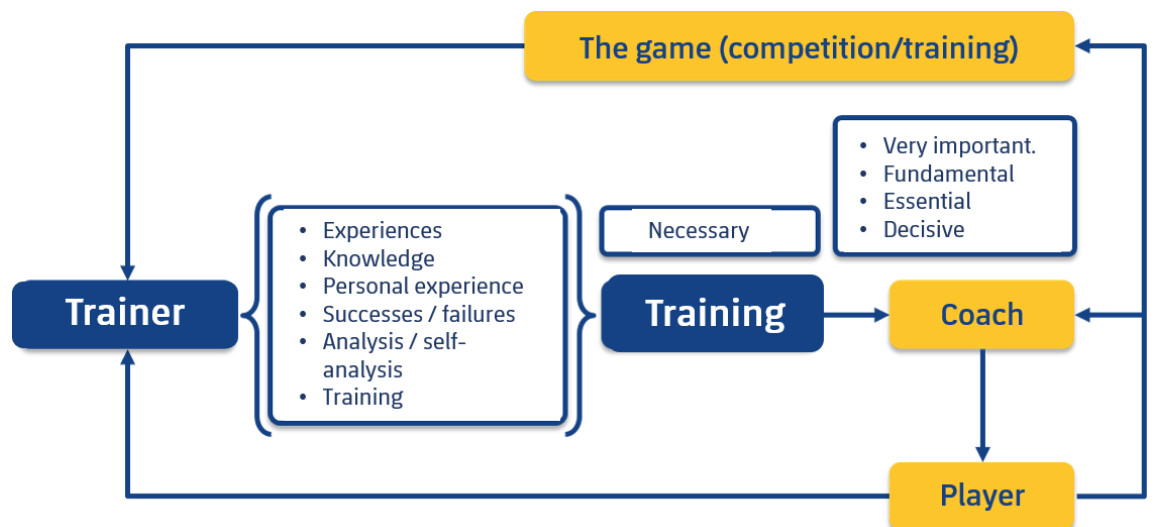 The game (competition/training)
• Very important.
• Fundamental
• Essential
• Decisive
Necessary
• Experiences
• Knowledge
• Personal experience
• Successes / failures
• Analysis / self-
analysis
• Training
Trainer
Training
Coach
Player